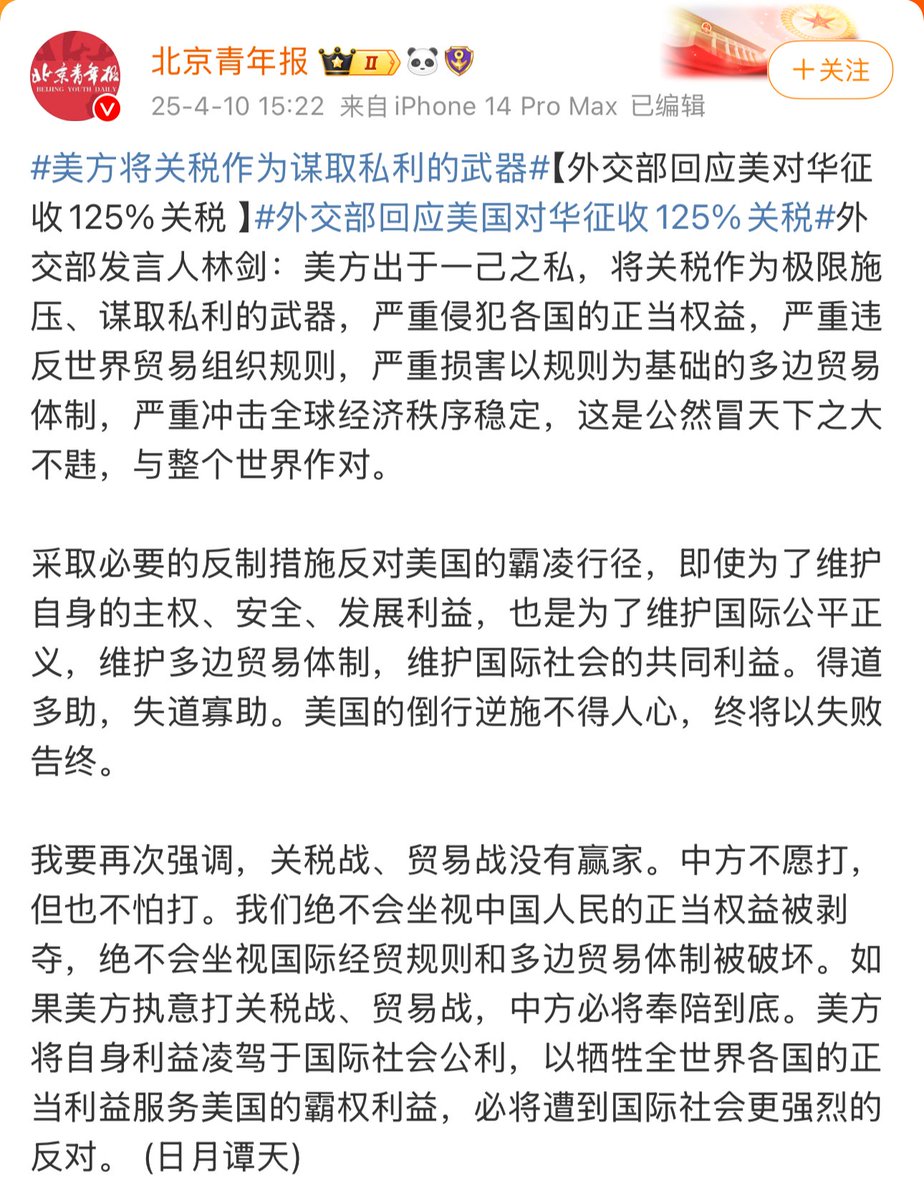 北京青年报 II
北京青年报
BEIJING YOUTH DAILY
+关注
25-4-10 15:22 来自 iPhone 14 Pro Max 已编辑
#美方将关税作为谋取私利的武器#【外交部回应美对华征
收125%关税 】#外交部回应美国对华征收125%关税#外
交部发言人林剑：美方出于一己之私，将关税作为极限施
压、谋取私利的武器，严重侵犯各国的正当权益，严重违
反世界贸易组织规则，严重损害以规则为基础的多边贸易
体制，严重冲击全球经济秩序稳定，这是公然冒天下之大
不韪，与整个世界作对。
采取必要的反制措施反对美国的霸凌行径，即使为了维护
自身的主权、安全、发展利益，也是为了维护国际公平正
义，维护多边贸易体制，维护国际社会的共同利益。得道
多助，失道寡助。美国的倒行逆施不得人心，终将以失败
告终。
我要再次强调，关税战、贸易战没有赢家。中方不愿打，
但也不怕打。我们绝不会坐视中国人民的正当权益被剥
夺，绝不会坐视国际经贸规则和多边贸易体制被破坏。如
果美方执意打关税战、贸易战，中方必将奉陪到底。美方
将自身利益凌驾于国际社会公利，以牺牲全世界各国的正
当利益服务美国的霸权利益，必将遭到国际社会更强烈的
反对。 (日月谭天)